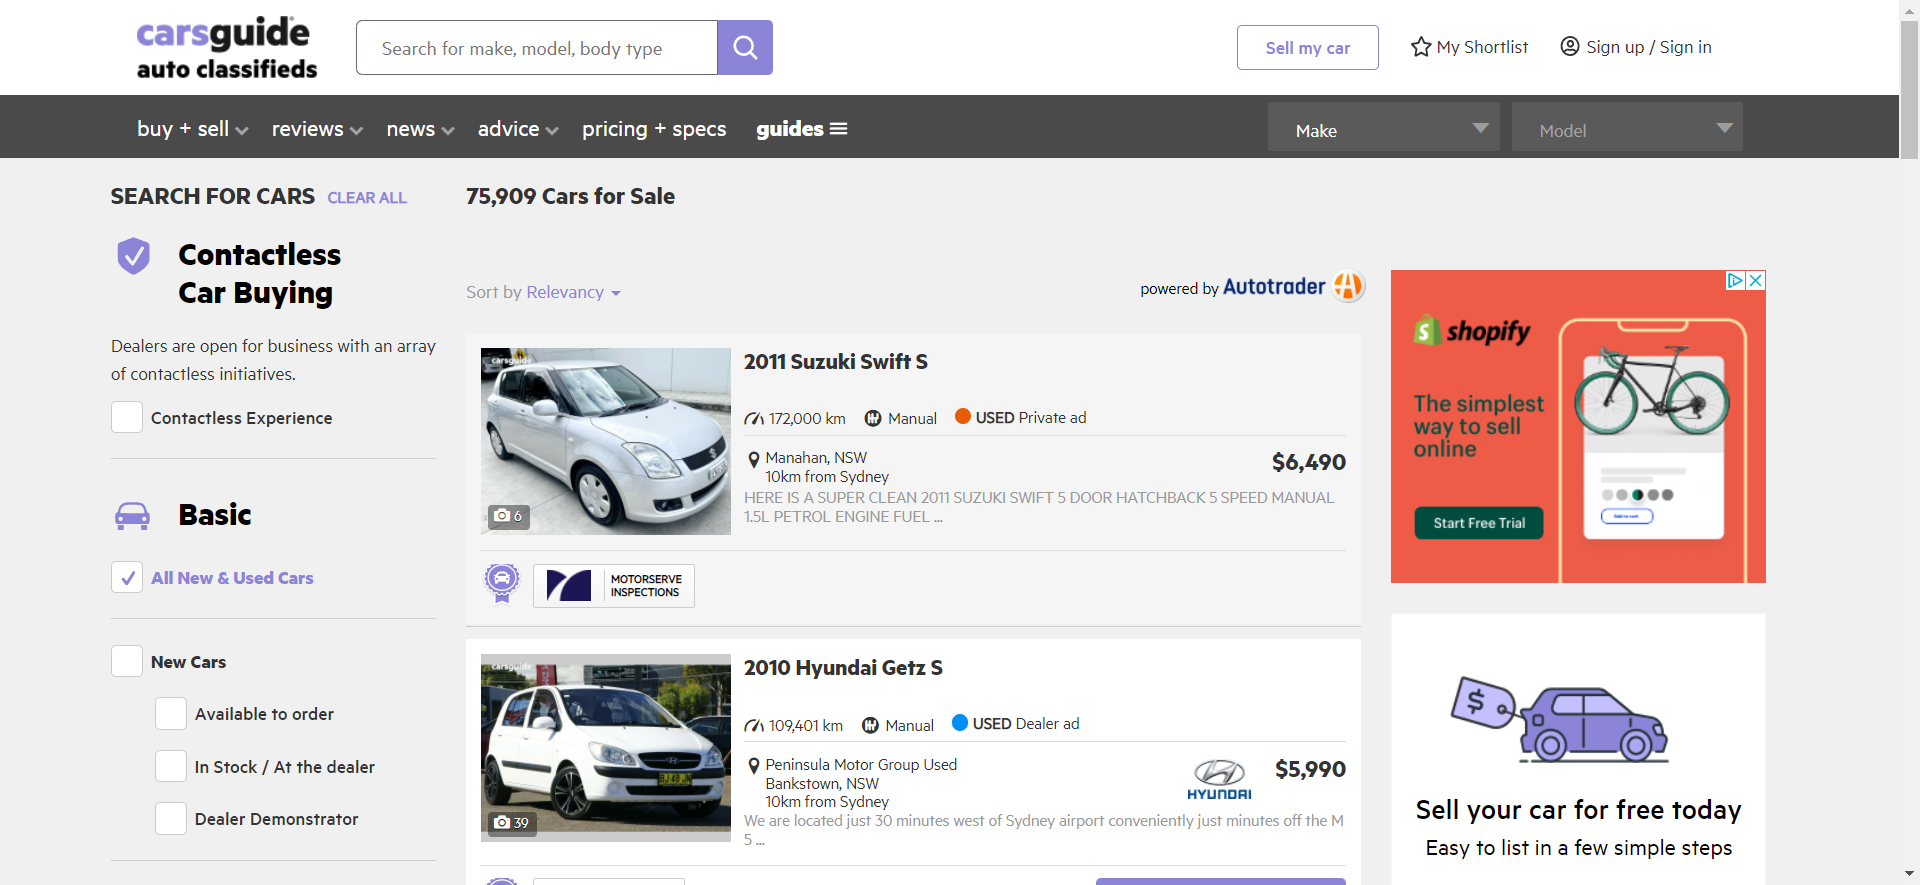 carsguide
auto classifieds
Search for make, model, body type
Sell my car
My Shortlist
Sign up / Sign in
buy + sell
reviews
news
advice
pricing + specs
guides
Make
Model
SEARCH FOR CARS CLEAR ALL
75,909 Cars for Sale
Contactless
Car Buying
Dealers are open for business with an array
of contactless initiatives.
Contactless Experience
Basic
All New & Used Cars
New Cars
Available to order
In Stock / At the dealer
Dealer Demonstrator
Sort by Relevancy
powered by Autotrader
carsguide
6
2011 Suzuki Swift S
172,000 km
Manual
USED Private ad
Manahan, NSW
10km from Sydney
$6,490
HERE IS A SUPER CLEAN 2011 SUZUKI SWIFT 5 DOOR HATCHBACK 5 SPEED MANUAL
1.5L PETROL ENGINE FUEL ...
MOTORSERVE
INSPECTIONS
carsguide
39
2010 Hyundai Getz S
109,401 km
Manual
USED Dealer ad
Peninsula Motor Group Used
Bankstown, NSW
10km from Sydney
HYUNDAI
$5,990
We are located just 30 minutes west of Sydney airport conveniently just minutes off the M
5 ...
shopify
The simplest
way to sell
online
Start Free Trial
Add to cart
$
Sell your car for free today
Easy to list in a few simple steps